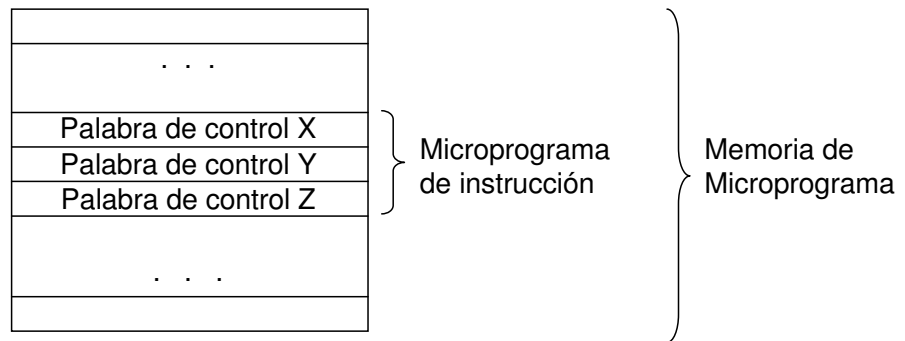 . . .
Palabra de control X
Palabra de control Y
Palabra de control Z
Microprograma
de instrucción
Memoria de
Microprograma
. . .